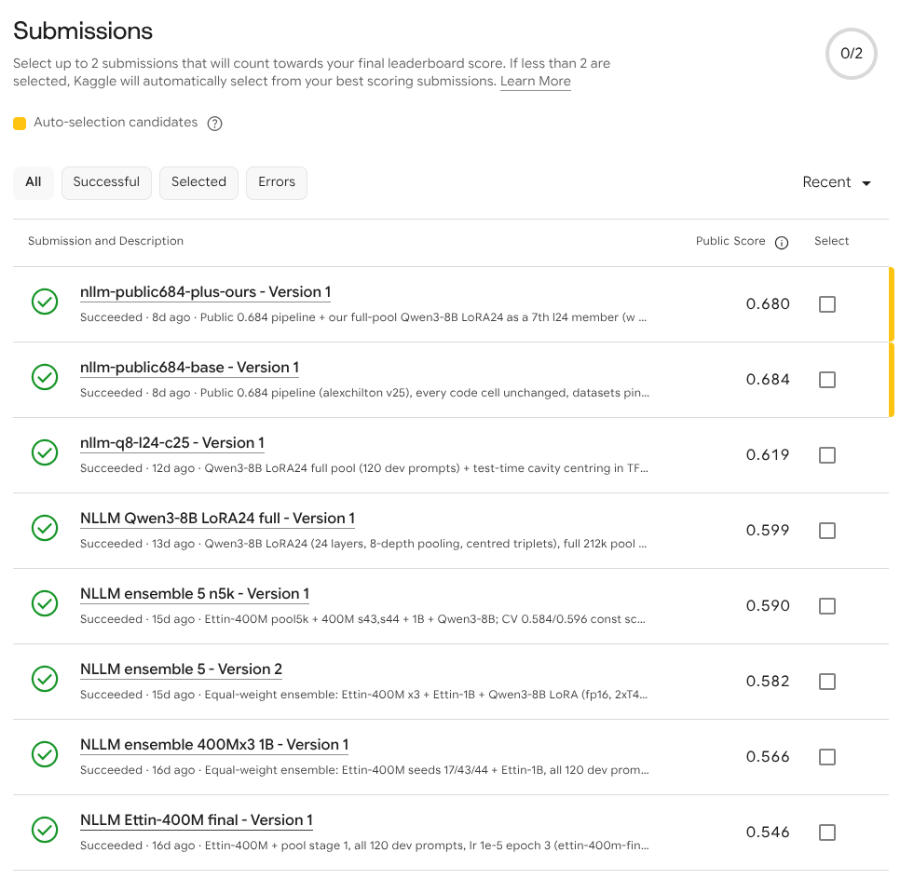 Submissions
Select up to 2 submissions that will count towards your final leaderboard score. If less than 2 are
selected, Kaggle will automatically select from your best scoring submissions. Learn More
0/2
Auto-selection candidates ?
All Successful Selected Errors
Recent
Submission and Description Public Score Select
nllm-public684-plus-ours - Version 1
Succeeded · 8d ago · Public 0.684 pipeline + our full-pool Qwen3-8B LoRA24 as a 7th l24 member (w ...
0.680
nllm-public684-base - Version 1
Succeeded · 8d ago · Public 0.684 pipeline (alexchilton v25), every code cell unchanged, datasets pin...
0.684
nllm-q8-l24-c25 - Version 1
Succeeded · 12d ago · Qwen3-8B LoRA24 full pool (120 dev prompts) + test-time cavity centring in TF...
0.619
NLLM Qwen3-8B LoRA24 full - Version 1
Succeeded · 13d ago · Qwen3-8B LoRA24 (24 layers, 8-depth pooling, centred triplets), full 212k pool ...
0.599
NLLM ensemble 5 n5k - Version 1
Succeeded · 15d ago · Ettin-400M pool5k + 400M s43,s44 + 1B + Qwen3-8B; CV 0.584/0.596 const sc...
0.590
NLLM ensemble 5 - Version 2
Succeeded · 15d ago · Equal-weight ensemble: Ettin-400M x3 + Ettin-1B + Qwen3-8B LoRA (fp16, 2xT4...
0.582
NLLM ensemble 400Mx3 1B - Version 1
Succeeded · 16d ago · Equal-weight ensemble: Ettin-400M seeds 17/43/44 + Ettin-1B, all 120 dev prom...
0.566
NLLM Ettin-400M final - Version 1
Succeeded · 16d ago · Ettin-400M + pool stage 1, all 120 dev prompts, lr 1e-5 epoch 3 (ettin-400m-fin...
0.546